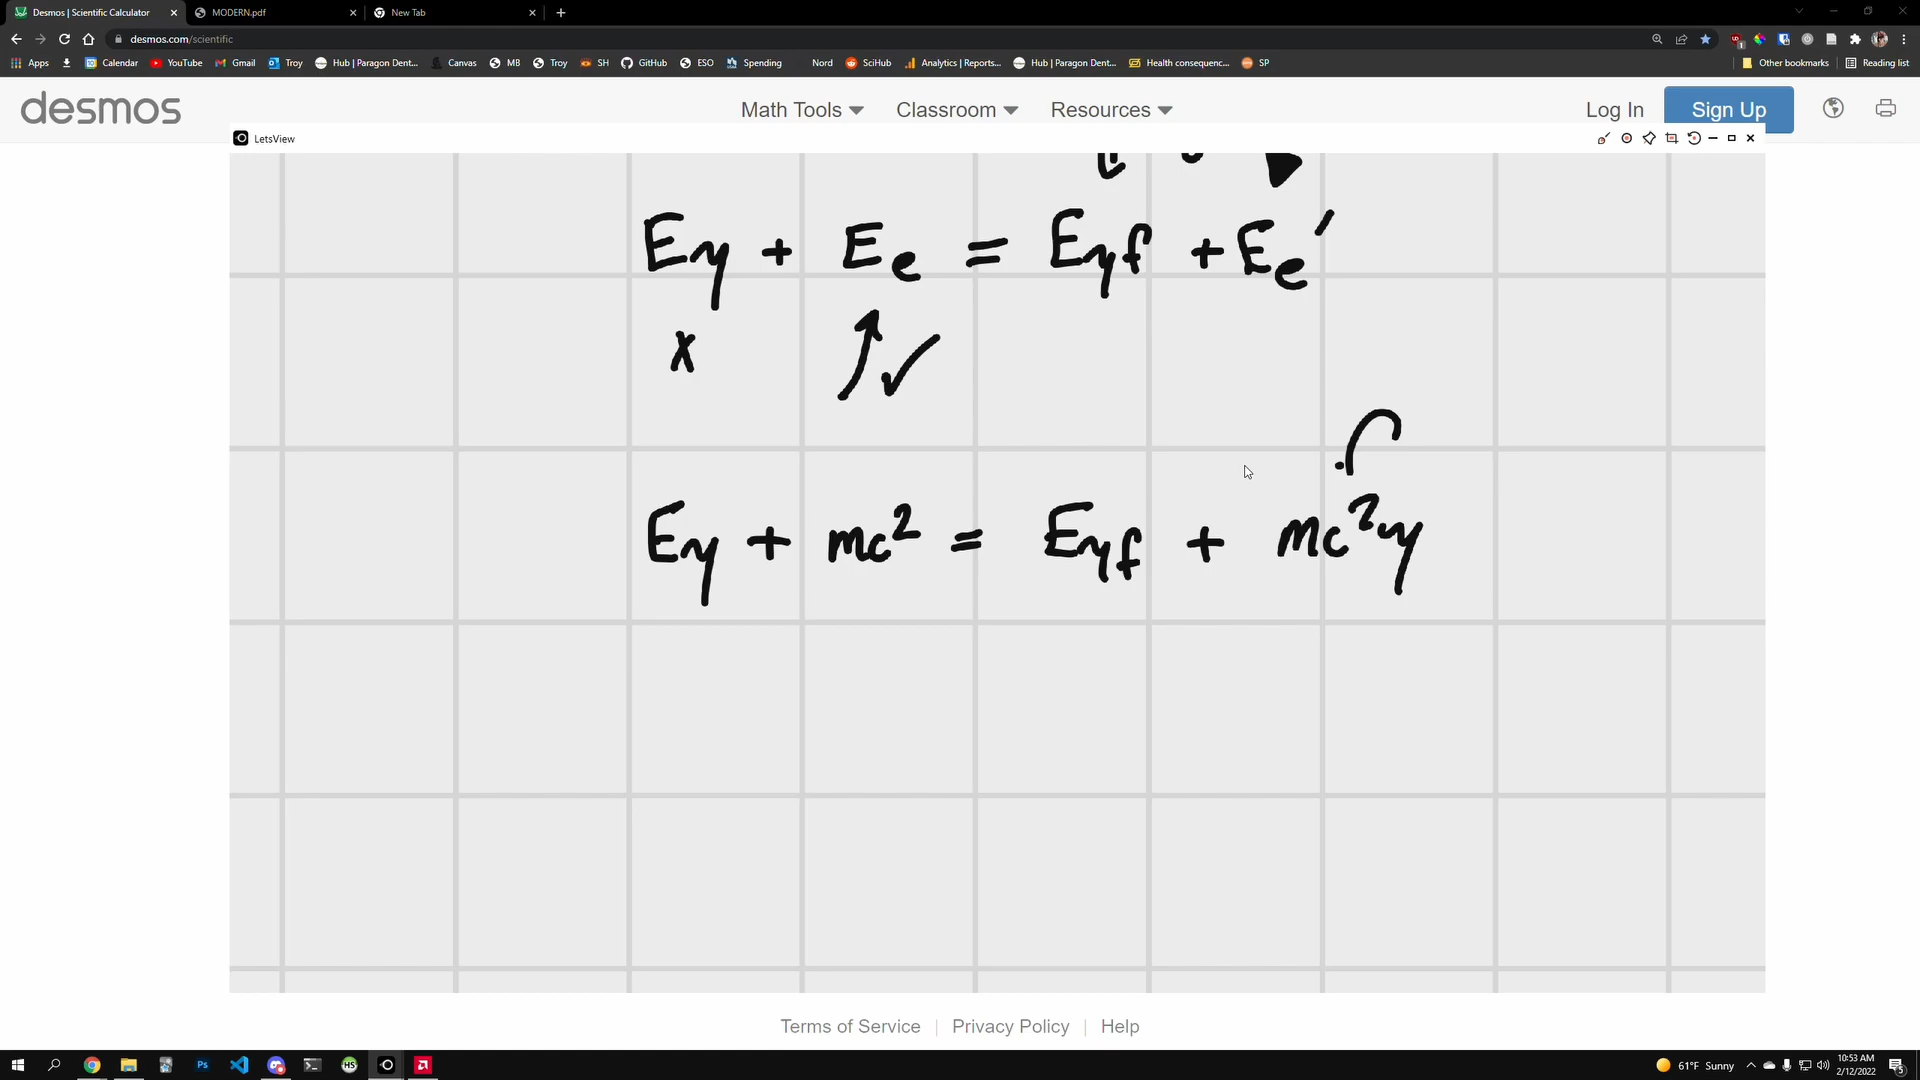 Desmos | Scientific Calculator
MODERN.pdf
New Tab
desmos.com/scientific
Apps
Calendar
YouTube
Gmail
Troy
Hub | Paragon Dent...
Canvas
MB
Troy
SH
GitHub
ESO
Spending
Nord
SciHub
Analytics | Reports...
Hub | Paragon Dent...
Health consequenc...
SP
Other bookmarks
Reading list
desmos
Math Tools
Classroom
Resources
Log In
Sign Up
LetsView
Eγ + Ee = Eγf + Ee′
x
Eγ + mc² = Eγf + mc²γ
Terms of Service | Privacy Policy | Help
61°F Sunny
10:53 AM
2/12/2022